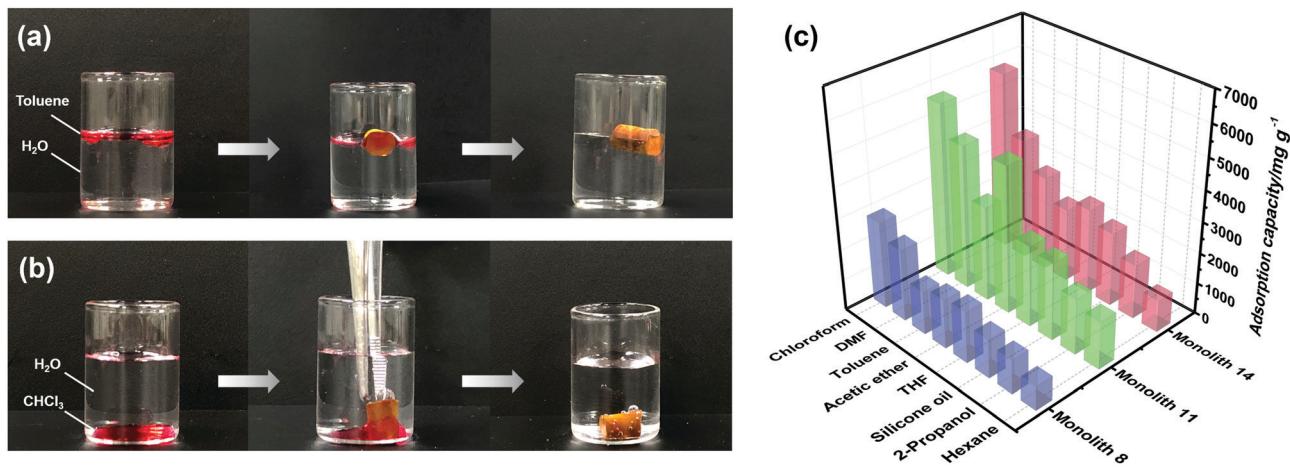 (a)
Toluene
H₂O
(b)
H₂O
CHCl₃
(c)
7000
6000
5000
4000
3000
2000
1000
0
Adsorption capacity/mg g⁻¹
Chloroform
DMF
Toluene
Acetic ether
THF
Silicone oil
2-Propanol
Hexane
Monolith 14
Monolith 11
Monolith 8